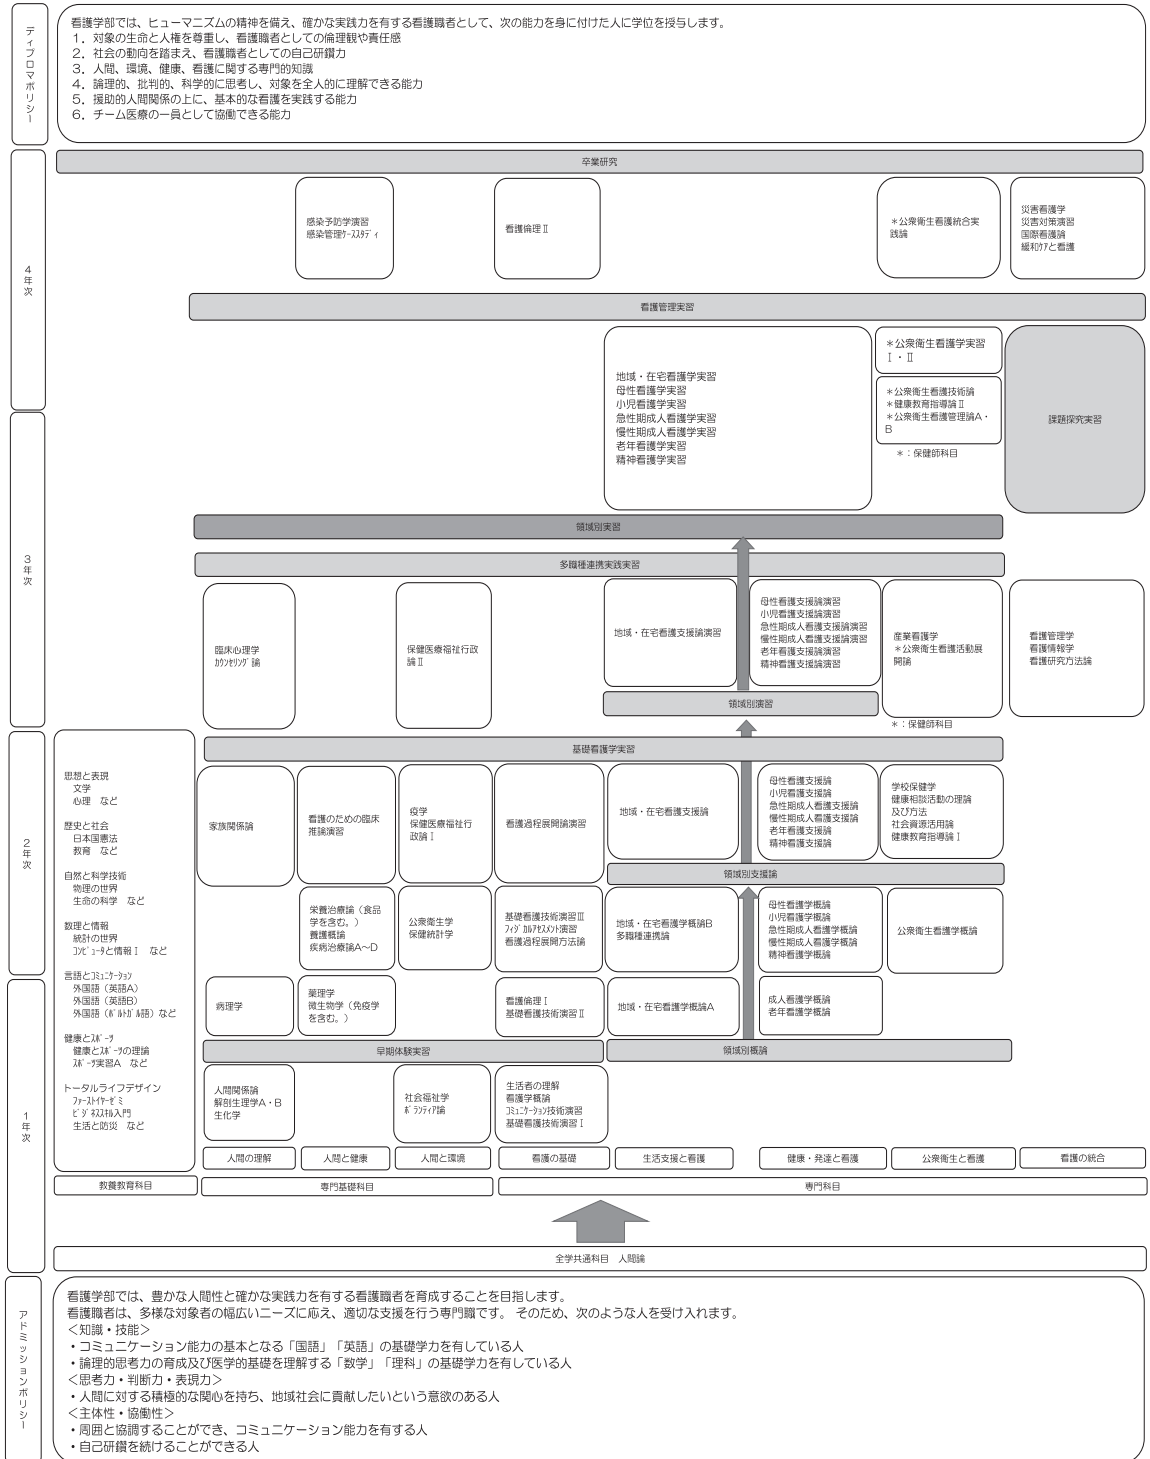 ディプロマポリシー
看護学部では、ヒューマニズムの精神を備え、確かな実践力を有する看護職者として、次の能力を身に付けた人に学位を授与します。
１．対象の生命と人権を尊重し、看護職者としての倫理観や責任感
２．社会の動向を踏まえ、看護職者としての自己研鑽力
３．人間、環境、健康、看護に関する専門的知識
４．論理的、批判的、科学的に思考し、対象を全人的に理解できる能力
５．援助的人間関係の上に、基本的な看護を実践する能力
６．チーム医療の一員として協働できる能力
卒業研究
4年次
感染予防学演習
感染管理ｹｰｽｽﾀﾃﾞｨ
看護倫理Ⅱ
＊公衆衛生看護統合実
践論
災害看護学
災害対策演習
国際看護論
緩和ｹｱと看護
看護管理実習
地域・在宅看護学実習
母性看護学実習
小児看護学実習
急性期成人看護学実習
慢性期成人看護学実習
老年看護学実習
精神看護学実習
＊公衆衛生看護学実習
Ⅰ・Ⅱ
＊公衆衛生看護技術論
＊健康教育指導論Ⅱ
＊公衆衛生看護管理論A・
B
＊：保健師科目
課題探究実習
領域別実習
3年次
多職種連携実践実習
臨床心理学
ｶｳﾝｾﾘﾝｸﾞ論
保健医療福祉行政
論Ⅱ
地域・在宅看護支援論演習
母性看護支援論演習
小児看護支援論演習
急性期成人看護支援論演習
慢性期成人看護支援論演習
老年看護支援論演習
精神看護支援論演習
産業看護学
＊公衆衛生看護活動展
開論
看護管理学
看護情報学
看護研究方法論
領域別演習
＊：保健師科目
基礎看護学実習
2年次
思想と表現
文学
心理　など
歴史と社会
日本国憲法
教育　など
自然と科学技術
物理の世界
生命の科学　など
数理と情報
統計の世界
ｺﾝﾋﾟｭｰﾀと情報Ⅰ　など
言語とｺﾐｭﾆｹｰｼｮﾝ
外国語（英語A）
外国語（英語B）
外国語（ﾎﾟﾙﾄｶﾞﾙ語）など
健康とｽﾎﾟｰﾂ
健康とｽﾎﾟｰﾂの理論
ｽﾎﾟｰﾂ実習A　など
トータルライフデザイン
ﾌｧｰｽﾄｲﾔｰｾﾞﾐ
ﾋﾞｼﾞﾈｽｽｷﾙ入門
生活と防災　など
家族関係論
看護のための臨床
推論演習
疫学
保健医療福祉行
政論Ⅰ
看護過程展開論演習
地域・在宅看護支援論
母性看護支援論
小児看護支援論
急性期成人看護支援論
慢性期成人看護支援論
老年看護支援論
精神看護支援論
学校保健学
健康相談活動の理論
及び方法
社会資源活用論
健康教育指導論Ⅰ
領域別支援論
栄養治療論（食品
学を含む。）
養護概論
疾病治療論A～D
公衆衛生学
保健統計学
基礎看護技術演習Ⅲ
ﾌｨｼﾞｶﾙｱｾｽﾒﾝﾄ演習
看護過程展開方法論
地域・在宅看護学概論B
多職種連携論
母性看護学概論
小児看護学概論
急性期成人看護学概論
慢性期成人看護学概論
精神看護学概論
公衆衛生看護学概論
1年次
病理学
薬理学
微生物学（免疫学
を含む。）
看護倫理Ⅰ
基礎看護技術演習Ⅱ
地域・在宅看護学概論A
成人看護学概論
老年看護学概論
早期体験実習
領域別概論
人間関係論
解剖生理学A・B
生化学
社会福祉学
ﾎﾞﾗﾝﾃｨｱ論
生活者の理解
看護学概論
ｺﾐｭﾆｹｰｼｮﾝ技術演習
基礎看護技術演習Ⅰ
人間の理解
人間と健康
人間と環境
看護の基礎
生活支援と看護
健康・発達と看護
公衆衛生と看護
看護の統合
教養教育科目
専門基礎科目
専門科目
全学共通科目　人間論
アドミッションポリシー
看護学部では、豊かな人間性と確かな実践力を有する看護職者を育成することを目指します。
看護職者は、多様な対象者の幅広いニーズに応え、適切な支援を行う専門職です。 そのため、次のような人を受け入れます。
＜知識・技能＞
・コミュニケーション能力の基本となる「国語」「英語」の基礎学力を有している人
・論理的思考力の育成及び医学的基礎を理解する「数学」「理科」の基礎学力を有している人
＜思考力・判断力・表現力＞
・人間に対する積極的な関心を持ち、地域社会に貢献したいという意欲のある人
＜主体性・協働性＞
・周囲と協調することができ、コミュニケーション能力を有する人
・自己研鑽を続けることができる人